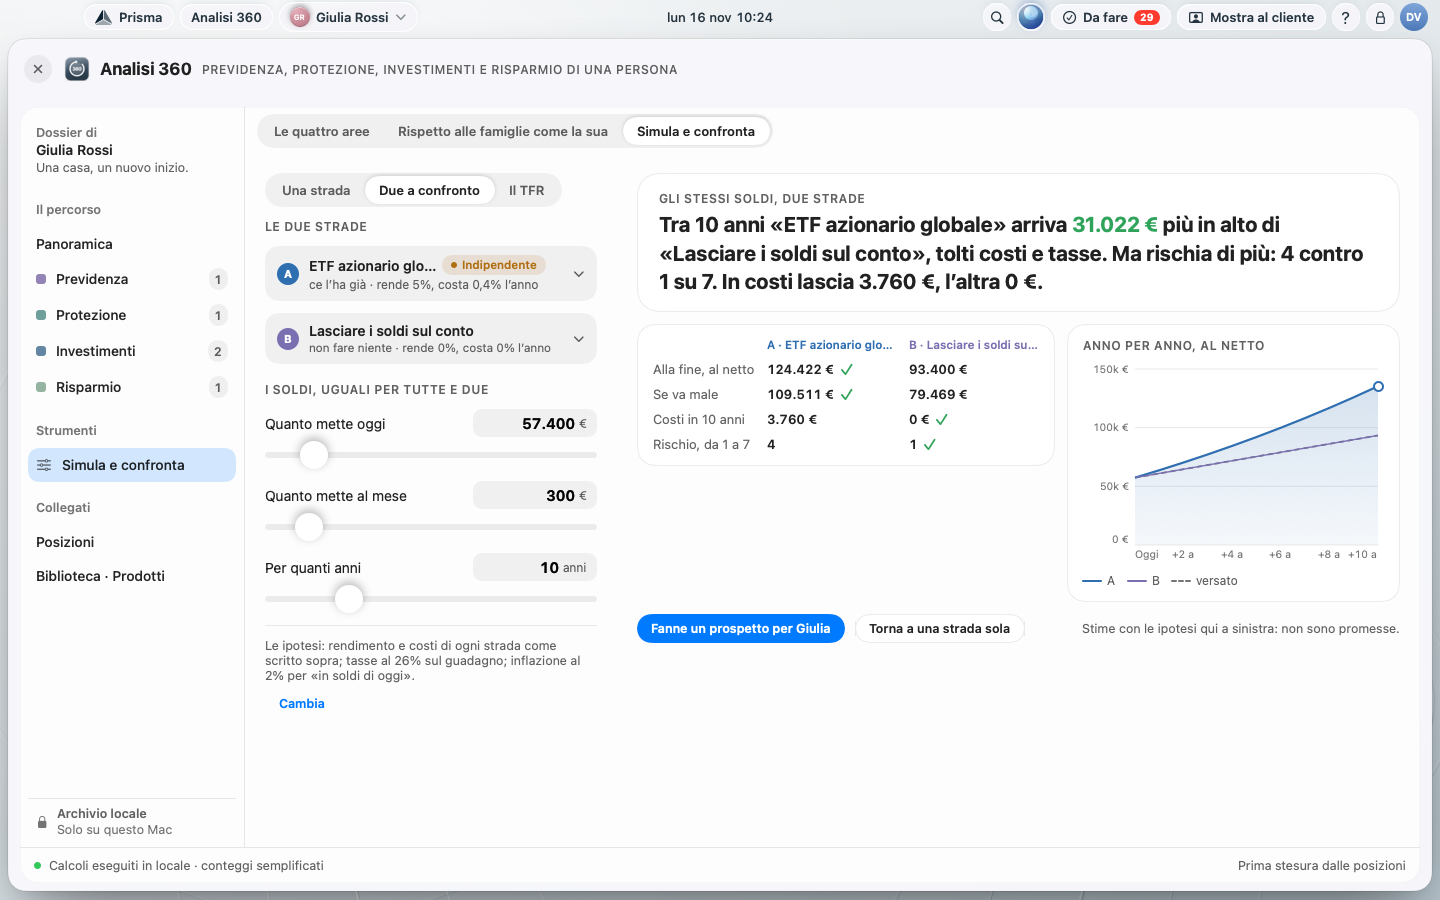 Prisma
Analisi 360
GR
Giulia Rossi
lun 16 nov 10:24
Da fare 29
Mostra al cliente
?
DV
360
Analisi 360
PREVIDENZA, PROTEZIONE, INVESTIMENTI E RISPARMIO DI UNA PERSONA
Dossier di
Giulia Rossi
Una casa, un nuovo inizio.
Il percorso
Panoramica
Previdenza 1
Protezione 1
Investimenti 2
Risparmio 1
Strumenti
Simula e confronta
Collegati
Posizioni
Biblioteca · Prodotti
Archivio locale
Solo su questo Mac
Le quattro aree
Rispetto alle famiglie come la sua
Simula e confronta
Una strada
Due a confronto
Il TFR
LE DUE STRADE
A
ETF azionario glo...
Indipendente
ce l'ha già · rende 5%, costa 0,4% l'anno
B
Lasciare i soldi sul conto
non fare niente · rende 0%, costa 0% l'anno
I SOLDI, UGUALI PER TUTTE E DUE
Quanto mette oggi 57.400 €
Quanto mette al mese 300 €
Per quanti anni 10 anni
Le ipotesi: rendimento e costi di ogni strada come
scritto sopra; tasse al 26% sul guadagno; inflazione al
2% per «in soldi di oggi».
Cambia
GLI STESSI SOLDI, DUE STRADE
Tra 10 anni «ETF azionario globale» arriva 31.022 € più in alto di
«Lasciare i soldi sul conto», tolti costi e tasse. Ma rischia di più: 4 contro
1 su 7. In costi lascia 3.760 €, l'altra 0 €.
A · ETF azionario glo... B · Lasciare i soldi su...
Alla fine, al netto 124.422 € 93.400 €
Se va male 109.511 € 79.469 €
Costi in 10 anni 3.760 € 0 €
Rischio, da 1 a 7 4 1
ANNO PER ANNO, AL NETTO
150k €
100k €
50k €
0 €
Oggi +2 a +4 a +6 a +8 a +10 a
A B versato
Fanne un prospetto per Giulia
Torna a una strada sola
Stime con le ipotesi qui a sinistra: non sono promesse.
Calcoli eseguiti in locale · conteggi semplificati
Prima stesura dalle posizioni